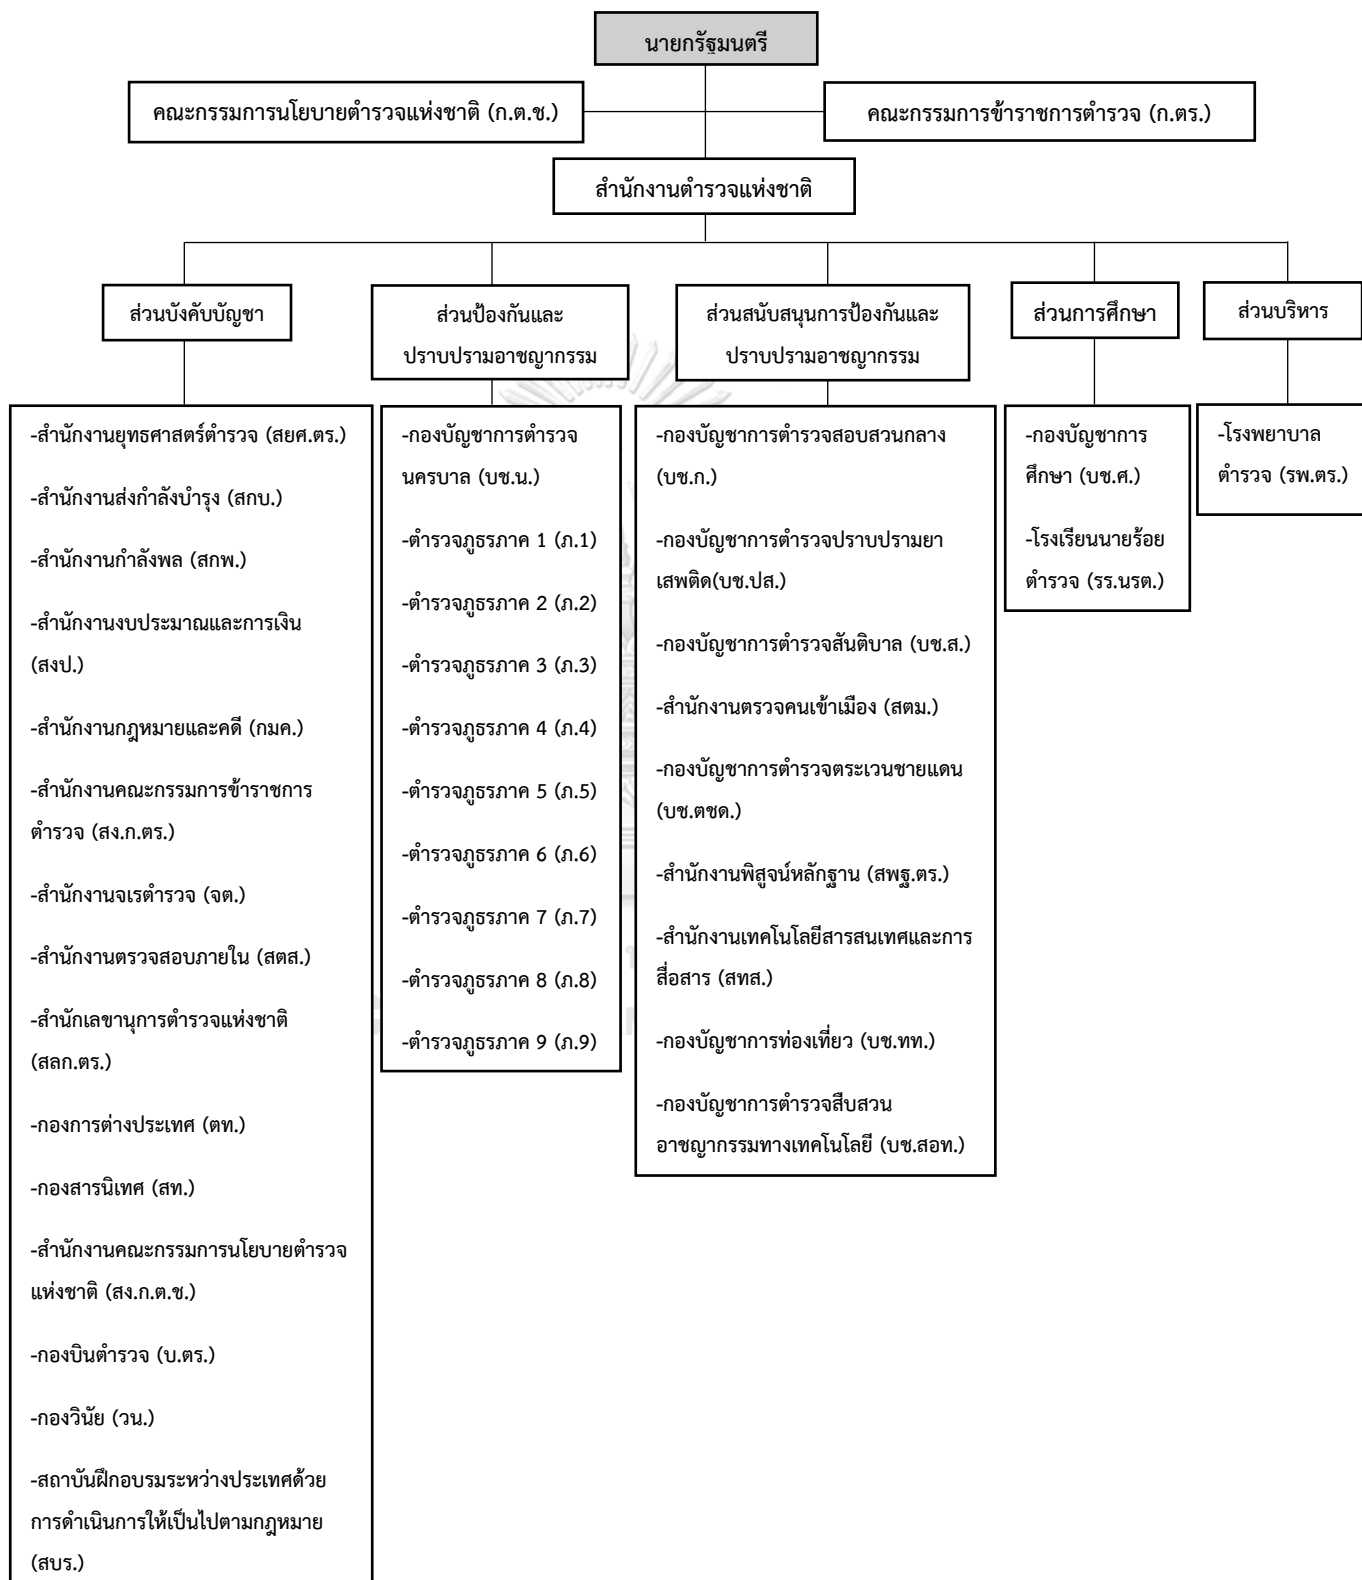 นายกรัฐมนตรี
คณะกรรมการนโยบายตำรวจแห่งชาติ (ก.ต.ช.)
คณะกรรมการข้าราชการตำรวจ (ก.ตร.)
สำนักงานตำรวจแห่งชาติ
ส่วนบังคับบัญชา
-สำนักงานยุทธศาสตร์ตำรวจ (สยศ.ตร.)
-สำนักงานส่งกำลังบำรุง (สกบ.)
-สำนักงานกำลังพล (สกพ.)
-สำนักงานงบประมาณและการเงิน
(สงป.)
-สำนักงานกฎหมายและคดี (กมค.)
-สำนักงานคณะกรรมการข้าราชการ
ตำรวจ (สง.ก.ตร.)
-สำนักงานจเรตำรวจ (จต.)
-สำนักงานตรวจสอบภายใน (สตส.)
-สำนักเลขานุการตำรวจแห่งชาติ
(สลก.ตร.)
-กองการต่างประเทศ (ตท.)
-กองสารนิเทศ (สท.)
-สำนักงานคณะกรรมการนโยบายตำรวจ
แห่งชาติ (สง.ก.ต.ช.)
-กองบินตำรวจ (บ.ตร.)
-กองวินัย (วน.)
-สถาบันฝึกอบรมระหว่างประเทศด้วย
การดำเนินการให้เป็นไปตามกฎหมาย
(สบร.)
ส่วนป้องกันและ
ปราบปรามอาชญากรรม
-กองบัญชาการตำรวจ
นครบาล (บช.น.)
-ตำรวจภูธรภาค 1 (ภ.1)
-ตำรวจภูธรภาค 2 (ภ.2)
-ตำรวจภูธรภาค 3 (ภ.3)
-ตำรวจภูธรภาค 4 (ภ.4)
-ตำรวจภูธรภาค 5 (ภ.5)
-ตำรวจภูธรภาค 6 (ภ.6)
-ตำรวจภูธรภาค 7 (ภ.7)
-ตำรวจภูธรภาค 8 (ภ.8)
-ตำรวจภูธรภาค 9 (ภ.9)
ส่วนสนับสนุนการป้องกันและ
ปราบปรามอาชญากรรม
-กองบัญชาการตำรวจสอบสวนกลาง
(บช.ก.)
-กองบัญชาการตำรวจปราบปรามยา
เสพติด(บช.ปส.)
-กองบัญชาการตำรวจสันติบาล (บช.ส.)
-สำนักงานตรวจคนเข้าเมือง (สตม.)
-กองบัญชาการตำรวจตระเวนชายแดน
(บช.ตชด.)
-สำนักงานพิสูจน์หลักฐาน (สพฐ.ตร.)
-สำนักงานเทคโนโลยีสารสนเทศและการ
สื่อสาร (สทส.)
-กองบัญชาการท่องเที่ยว (บช.ทท.)
-กองบัญชาการตำรวจสืบสวน
อาชญากรรมทางเทคโนโลยี (บช.สอท.)
ส่วนการศึกษา
-กองบัญชาการ
ศึกษา (บช.ศ.)
-โรงเรียนนายร้อย
ตำรวจ (รร.นรต.)
ส่วนบริหาร
-โรงพยาบาล
ตำรวจ (รพ.ตร.)